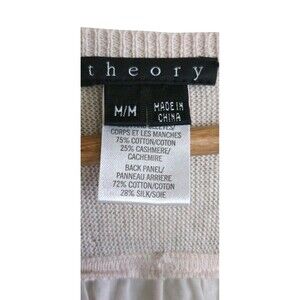 theory
M/M
MADE IN
CHINA
CORPS ET LES MANCHES
75% COTTON/COTON
25% CASHMERE/
CACHEMIRE
BACK PANEL/
PANNEAU ARRIERE
72% COTTON/COTON
28% SILK/SOIE